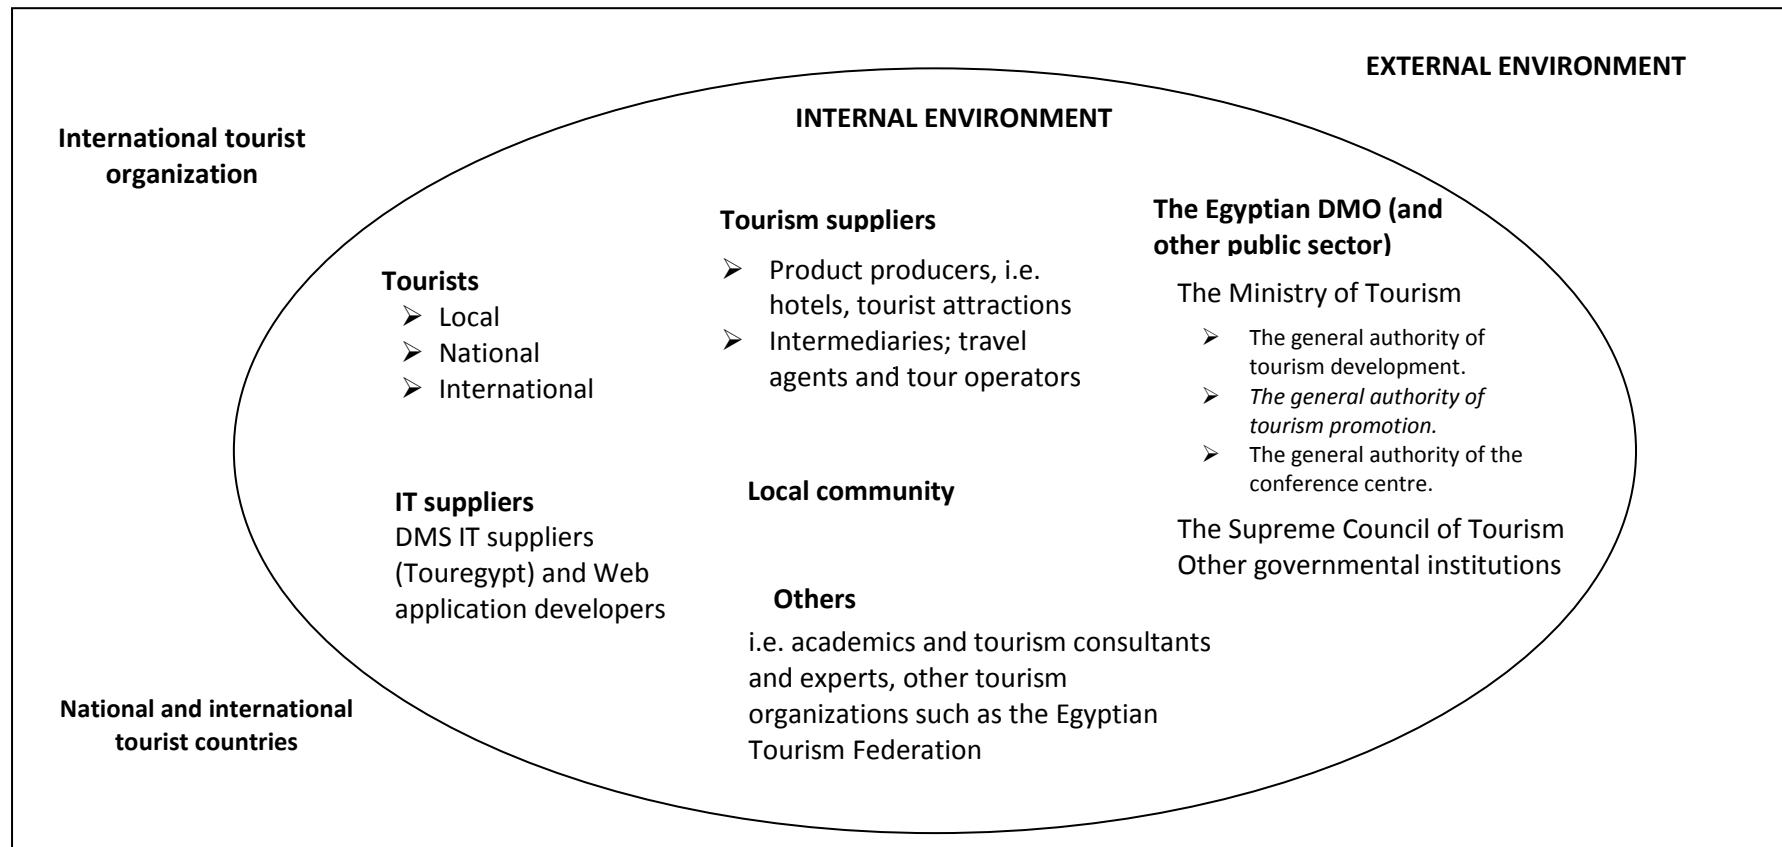 EXTERNAL ENVIRONMENT
INTERNAL ENVIRONMENT
International tourist
organization
Tourists
➢ Local
➢ National
➢ International
Tourism suppliers
➢ Product producers, i.e.
hotels, tourist attractions
➢ Intermediaries; travel
agents and tour operators
The Egyptian DMO (and
other public sector)
The Ministry of Tourism
➢ The general authority of
tourism development.
➢ The general authority of
tourism promotion.
➢ The general authority of the
conference centre.
The Supreme Council of Tourism
Other governmental institutions
IT suppliers
DMS IT suppliers
(Touregypt) and Web
application developers
Local community
Others
i.e. academics and tourism consultants
and experts, other tourism
organizations such as the Egyptian
Tourism Federation
National and international
tourist countries